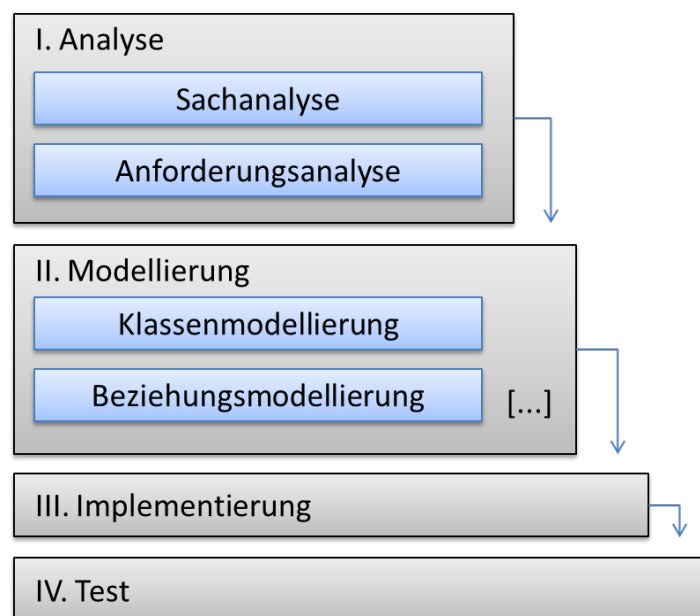 I. Analyse
Sachanalyse
Anforderungsanalyse
II. Modellierung
Klassenmodellierung
Beziehungsmodellierung
[...]
III. Implementierung
IV. Test